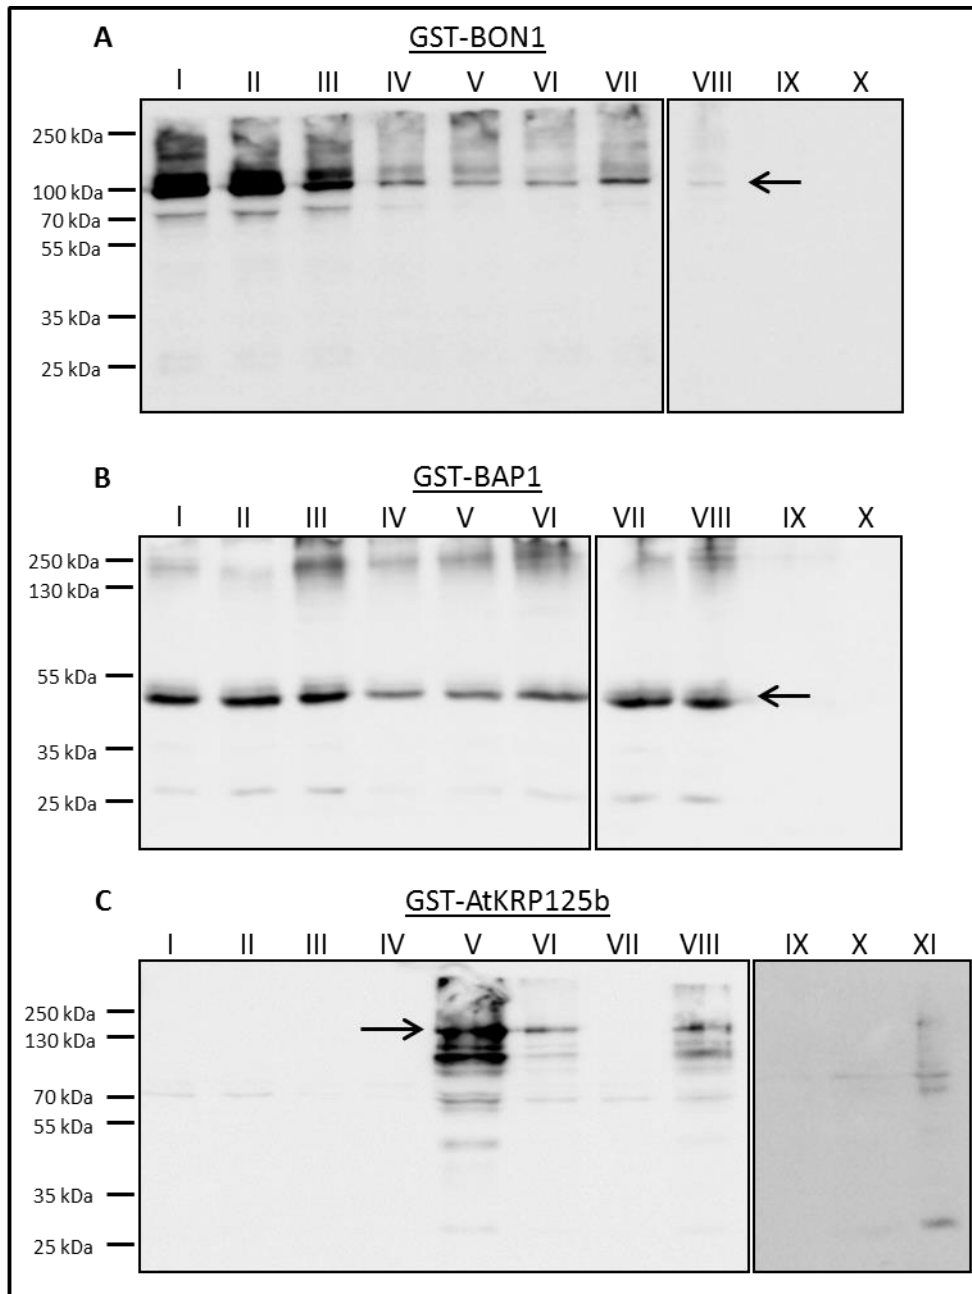 A
GST-BON1
I II III IV V VI VII VIII IX X
250 kDa
100 kDa
70 kDa
55 kDa
35 kDa
25 kDa
B
GST-BAP1
I II III IV V VI VII VIII IX X
250 kDa
130 kDa
55 kDa
35 kDa
25 kDa
C
GST-AtKRP125b
I II III IV V VI VII VIII IX X XI
250 kDa
130 kDa
70 kDa
55 kDa
35 kDa
25 kDa